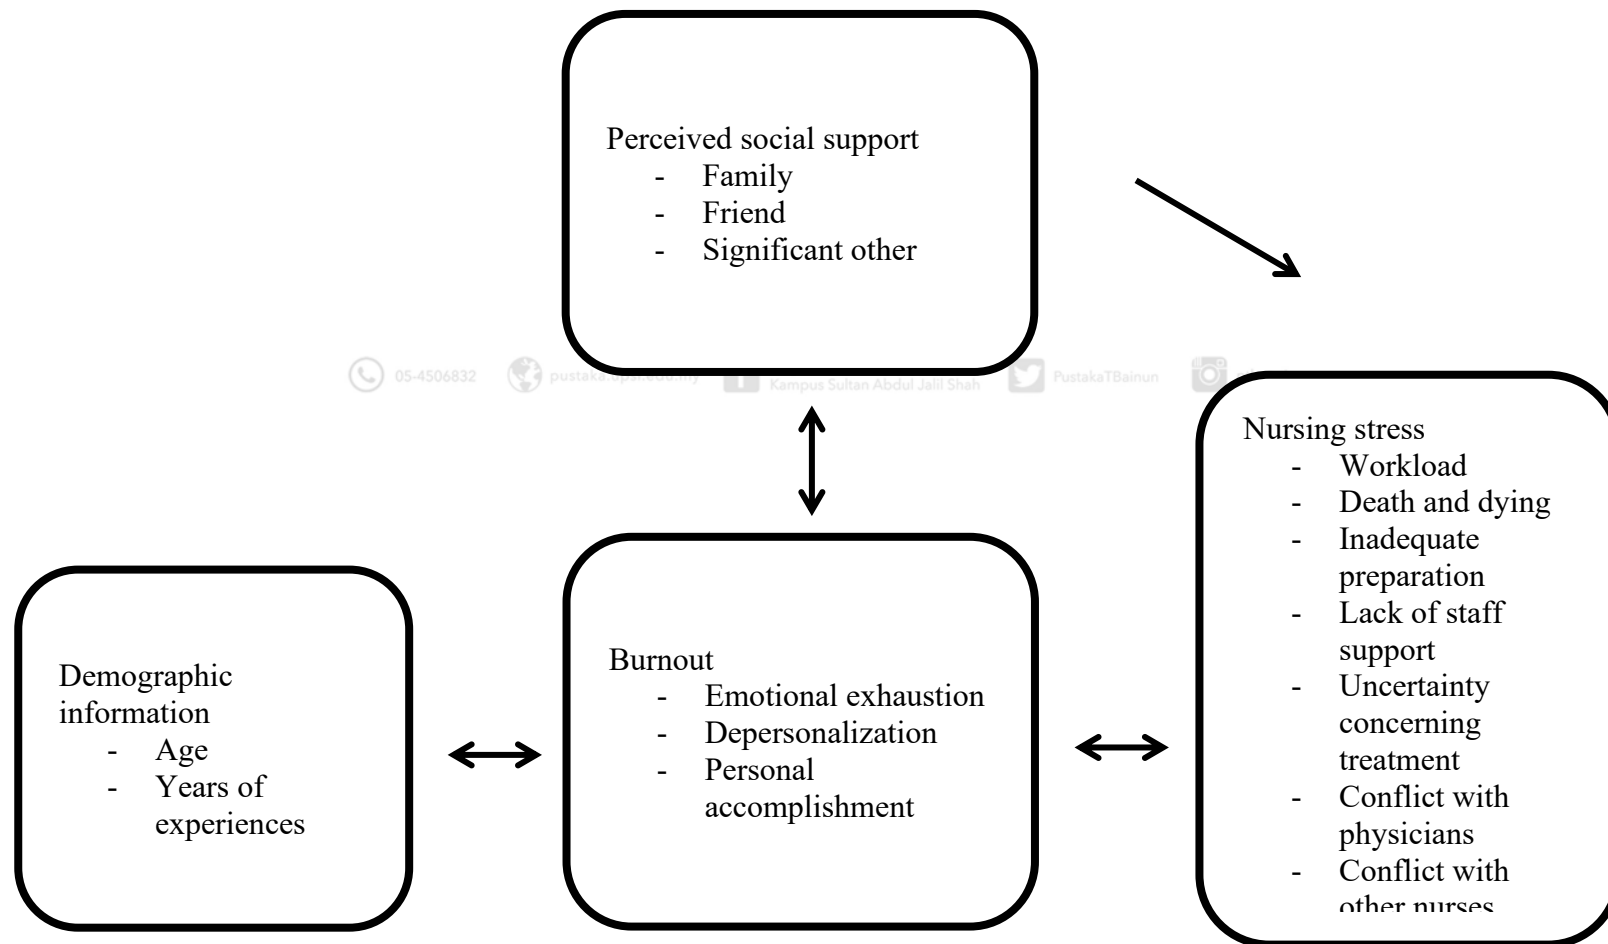 Perceived social support
- Family
- Friend
- Significant other
05-4506832
pustaka.upsi.edu.my
Kampus Sultan Abdul Jalil Shah
PustakaTBainun
Nursing stress
- Workload
- Death and dying
- Inadequate
preparation
- Lack of staff
support
- Uncertainty
concerning
treatment
- Conflict with
physicians
- Conflict with
other nurses
Burnout
- Emotional exhaustion
- Depersonalization
- Personal
accomplishment
Demographic
information
- Age
- Years of
experiences